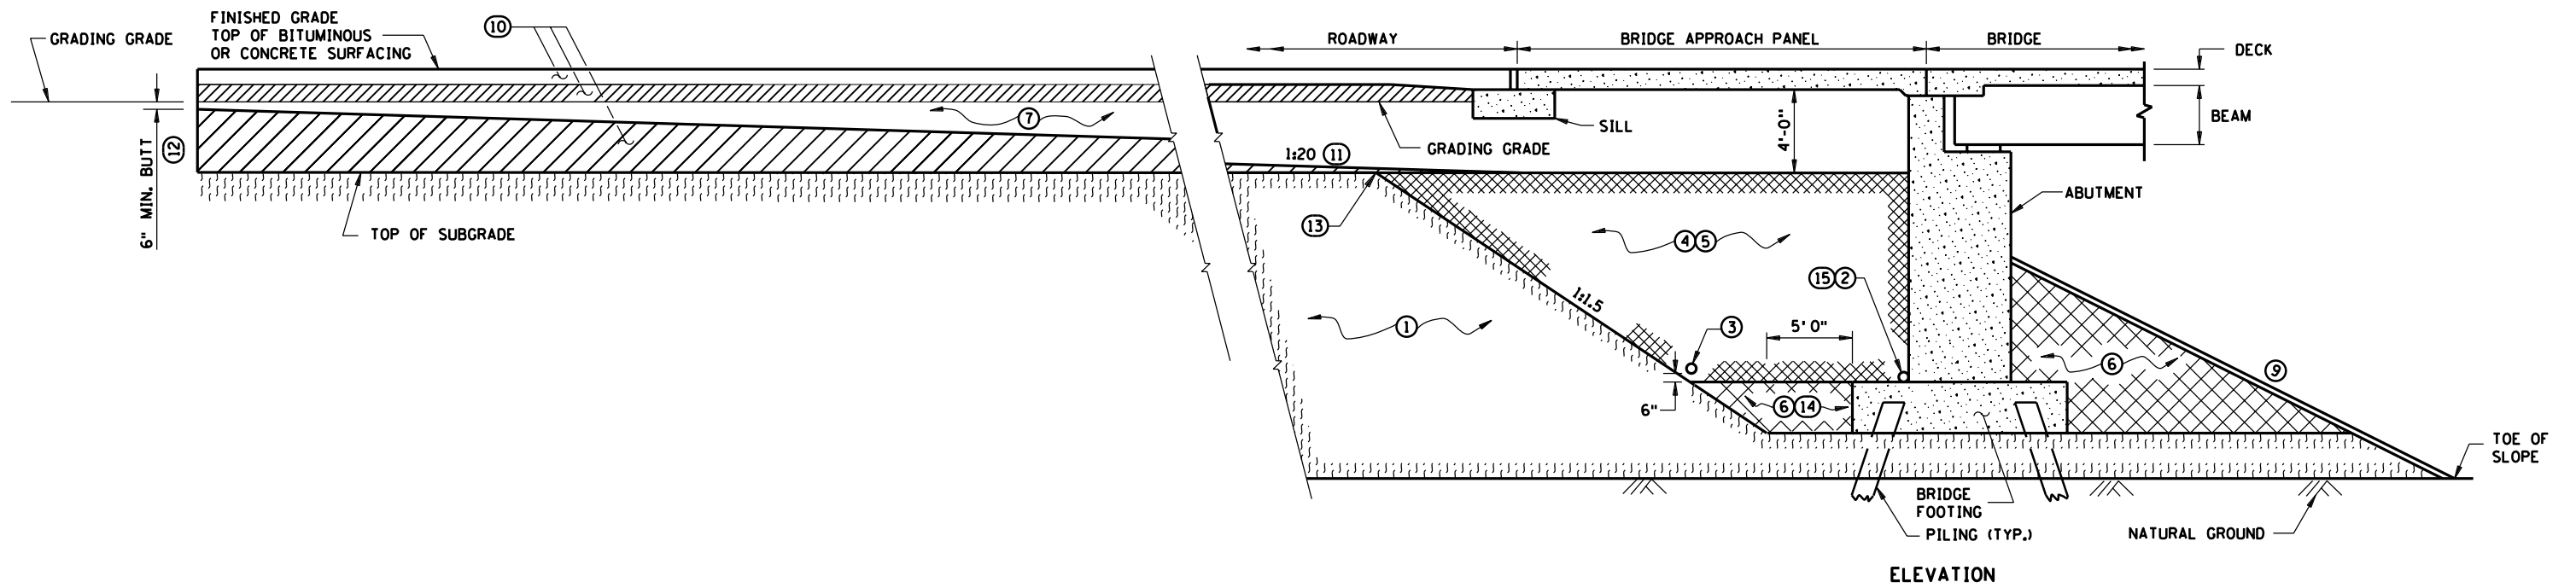 FINISHED GRADE
TOP OF BITUMINOUS
OR CONCRETE SURFACING
GRADING GRADE
10
ROADWAY
BRIDGE APPROACH PANEL
BRIDGE
DECK
BEAM
7
SILL
4'-0"
GRADING GRADE
1:20 11
6" MIN. BUTT 12
TOP OF SUBGRADE
13
4 5
ABUTMENT
15 2
1:1.5
1
3
5' 0"
6
9
6"
6 14
TOE OF
SLOPE
BRIDGE
FOOTING
PILING (TYP.)
NATURAL GROUND
ELEVATION